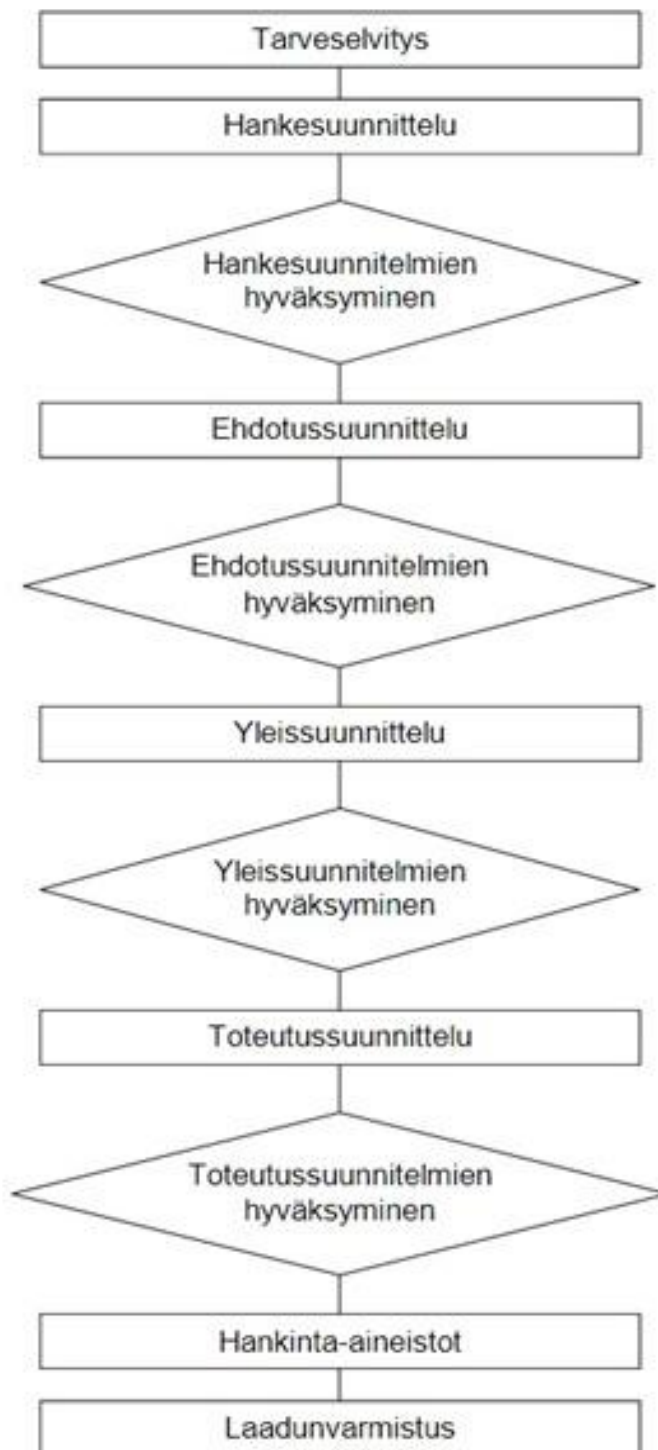 Tarveselvitys
Hankesuunnittelu
Hankesuunnitelmien
hyväksyminen
Ehdotussuunnittelu
Ehdotussuunnitelmien
hyväksyminen
Yleissuunnittelu
Yleissuunnitelmien
hyväksyminen
Toteutussuunnittelu
Toteutussuunnitelmien
hyväksyminen
Hankinta-aineistot
Laadunvarmistus